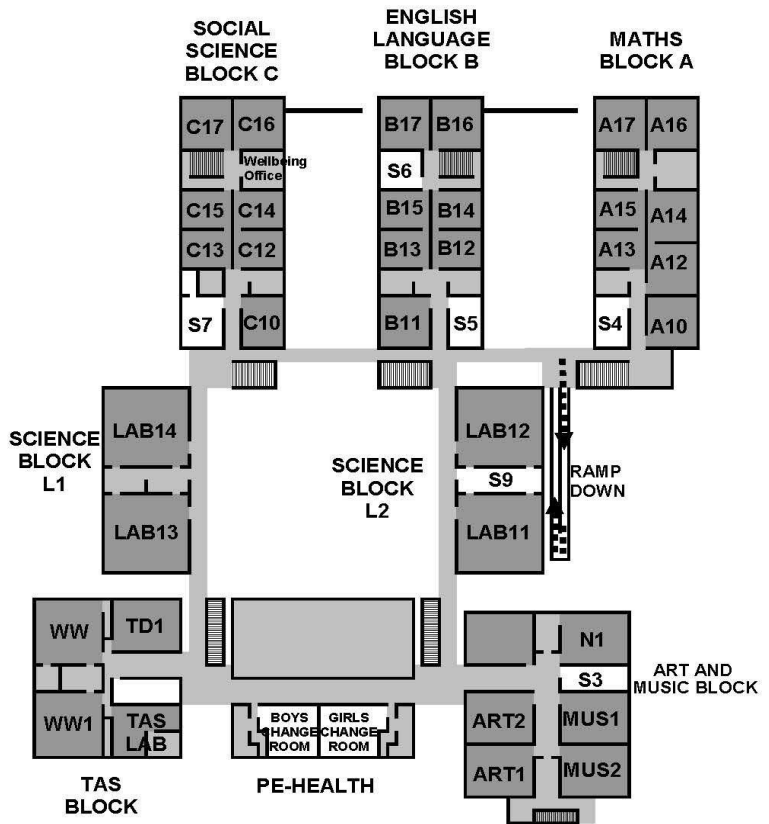 SOCIAL
SCIENCE
BLOCK C
ENGLISH
LANGUAGE
BLOCK B
MATHS
BLOCK A
C17 C16
B17 B16
A17 A16
Wellbeing
Office
S6
C15 C14
B15 B14
A15 A14
C13 C12
B13 B12
A13 A12
S7 C10
B11 S5
S4 A10
SCIENCE
BLOCK
L1
LAB14
LAB13
SCIENCE
BLOCK
L2
LAB12
S9
LAB11
RAMP
DOWN
WW TD1
WW1 TAS
LAB
TAS
BLOCK
BOYS
CHANGE
ROOM
GIRLS
CHANGE
ROOM
PE-HEALTH
N1
S3
ART2 MUS1
ART1 MUS2
ART AND
MUSIC BLOCK